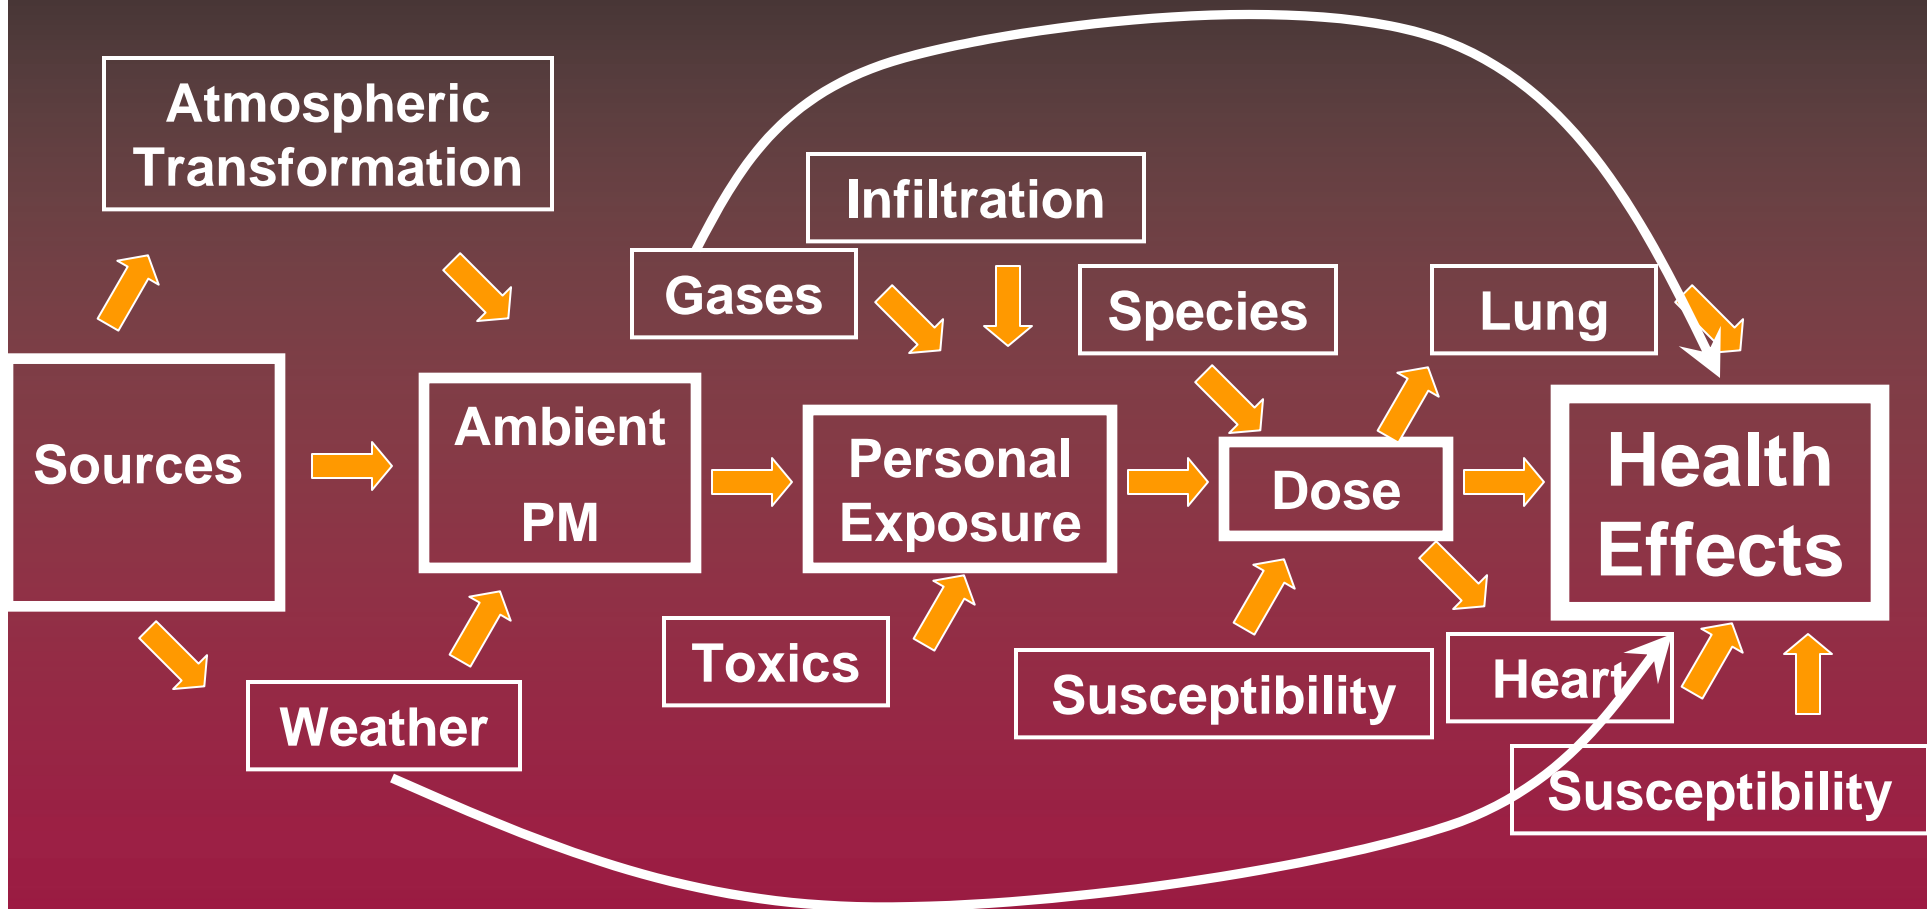 Atmospheric
Transformation
Infiltration
Gases
Species
Lung
Sources
Ambient
PM
Personal
Exposure
Dose
Health
Effects
Toxics
Susceptibility
Heart
Weather
Susceptibility